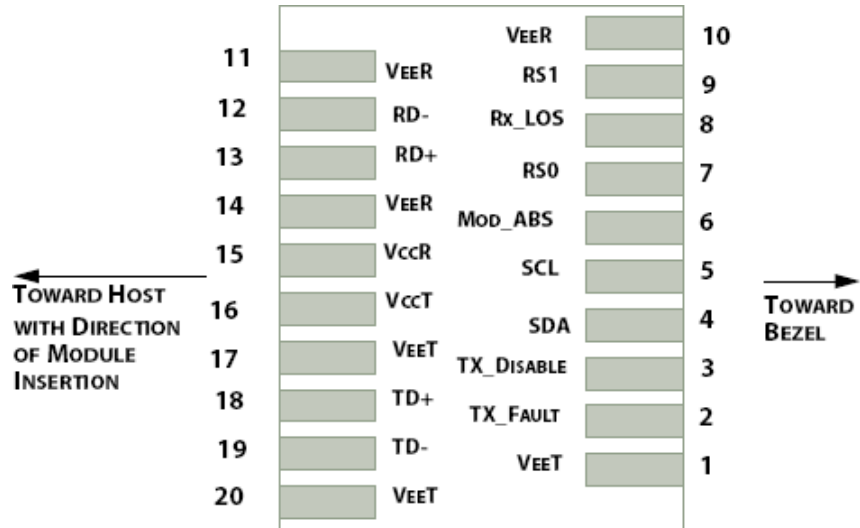 11 VEER
12 RD-
13 RD+
14 VEER
15 VCCR
16 VCCT
17 VEET
18 TD+
19 TD-
20 VEET
VEER 10
RS1 9
RX_LOS 8
RS0 7
MOD_ABS 6
SCL 5
SDA 4
TX_DISABLE 3
TX_FAULT 2
VEET 1
TOWARD HOST
WITH DIRECTION
OF MODULE
INSERTION
TOWARD
BEZEL